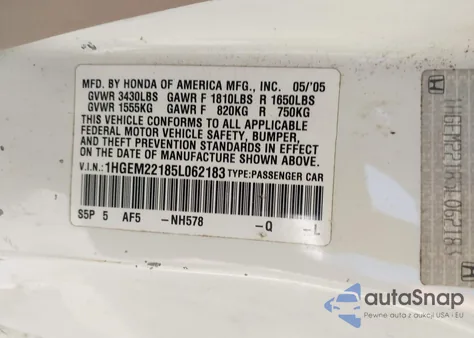 MFD. BY HONDA OF AMERICA MFG., INC. 05/'05
GVWR 3430LBS GAWR F 1810LBS R 1650LBS
GVWR 1555KG GAWR F 820KG R 750KG
THIS VEHICLE CONFORMS TO ALL APPLICABLE
FEDERAL MOTOR VEHICLE SAFETY, BUMPER,
AND THEFT PREVENTION STANDARDS IN EFFECT
ON THE DATE OF MANUFACTURE SHOWN ABOVE.
V.I.N.: 1HGEM22185L062183 TYPE: PASSENGER CAR
S5P 5 AF5 -NH578 -Q -L
1HGEM22185L062183
autoSnap
Pewne auta z USA - EU